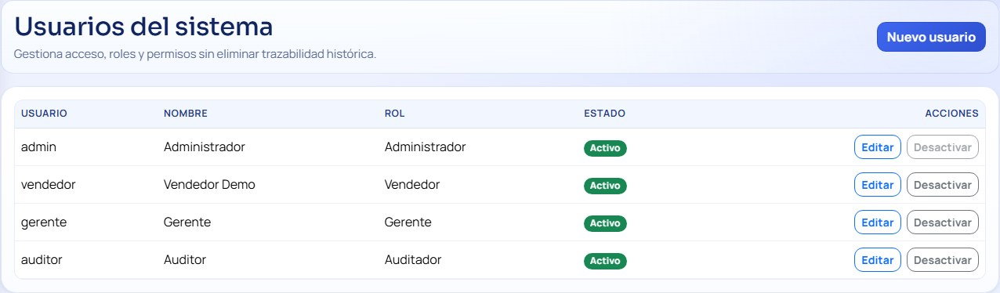 Usuarios del sistema
Gestiona acceso, roles y permisos sin eliminar trazabilidad histórica.
Nuevo usuario
USUARIO NOMBRE ROL ESTADO ACCIONES
admin Administrador Administrador Activo Editar Desactivar
vendedor Vendedor Demo Vendedor Activo Editar Desactivar
gerente Gerente Gerente Activo Editar Desactivar
auditor Auditor Auditador Activo Editar Desactivar